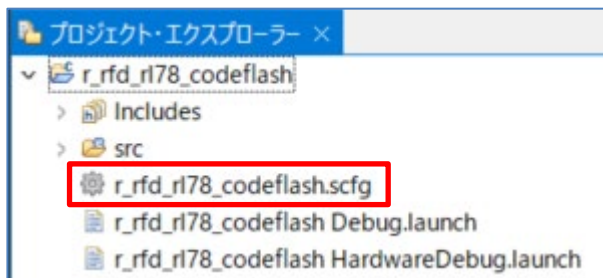 プロジェクト・エクスプローラー
r_rfd_rl78_codeflash
Includes
src
r_rfd_rl78_codeflash.scfg
r_rfd_rl78_codeflash Debug.launch
r_rfd_rl78_codeflash HardwareDebug.launch